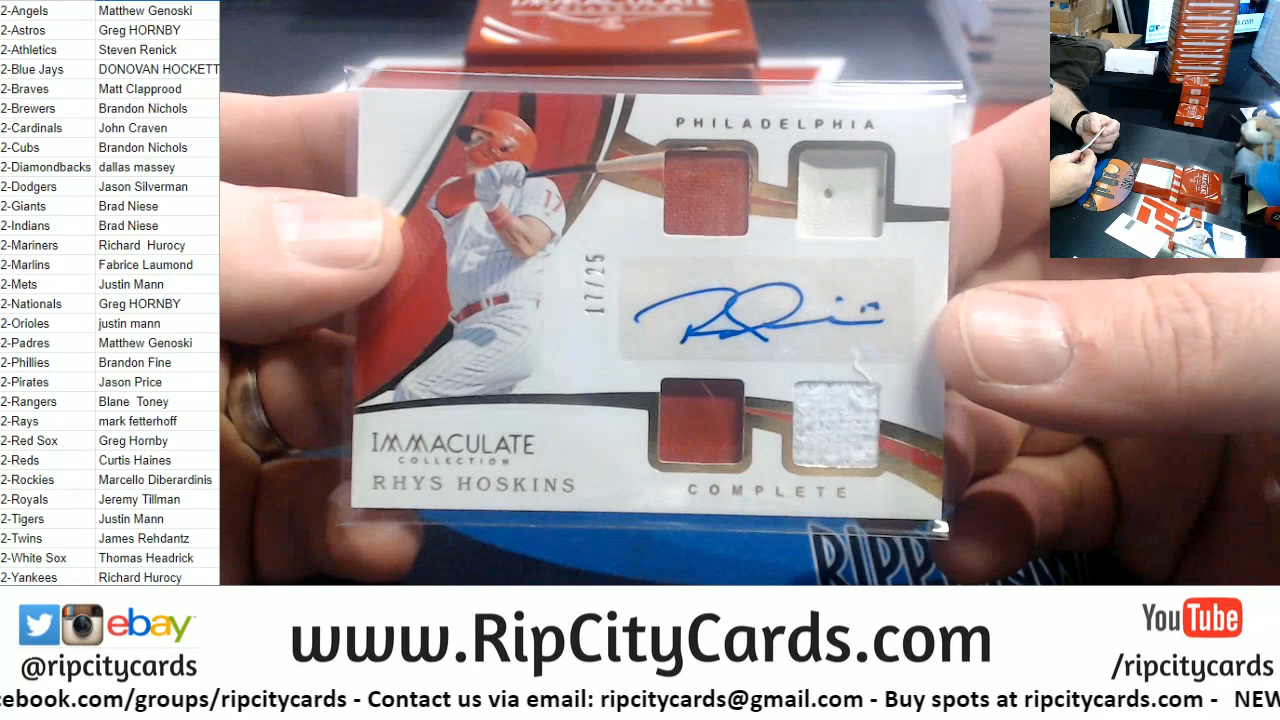 2-Angels Matthew Genoski
2-Astros Greg HORNBY
2-Athletics Steven Renick
2-Blue Jays DONOVAN HOCKETT
2-Braves Matt Clapprood
2-Brewers Brandon Nichols
2-Cardinals John Craven
2-Cubs Brandon Nichols
2-Diamondbacks dallas massey
2-Dodgers Jason Silverman
2-Giants Brad Niese
2-Indians Brad Niese
2-Mariners Richard Hurocy
2-Marlins Fabrice Laumond
2-Mets Justin Mann
2-Nationals Greg HORNBY
2-Orioles justin mann
2-Padres Matthew Genoski
2-Phillies Brandon Fine
2-Pirates Jason Price
2-Rangers Blane Toney
2-Rays mark fetterhoff
2-Red Sox Greg Hornby
2-Reds Curtis Haines
2-Rockies Marcello Diberardinis
2-Royals Jeremy Tillman
2-Tigers Justin Mann
2-Twins James Rehdantz
2-White Sox Thomas Headrick
2-Yankees Richard Hurocy
IMMACULATE
PHILADELPHIA
17
17/25
IMMACULATE
COLLECTION
RHYS HOSKINS
COMPLETE
ebay
@ripcitycards
www.RipCityCards.com
YouTube
/ripcitycards
cebook.com/groups/ripcitycards - Contact us via email: ripcitycards@gmail.com - Buy spots at ripcitycards.com - NEW